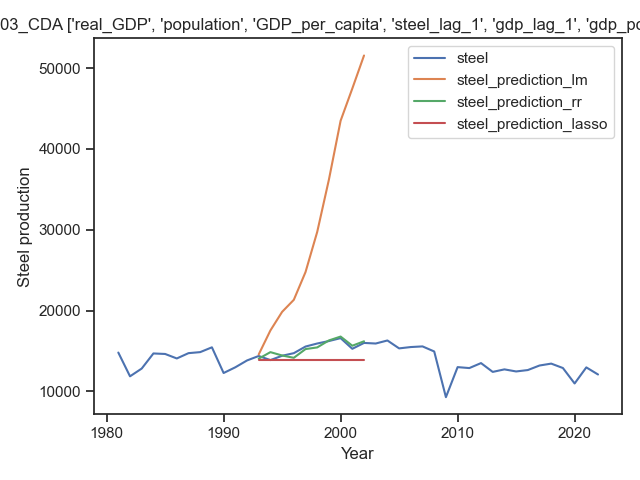 03_CDA ['real_GDP', 'population', 'GDP_per_capita', 'steel_lag_1', 'gdp_lag_1', 'gdp_po
steel
steel_prediction_lm
steel_prediction_rr
steel_prediction_lasso
50000
40000
30000
20000
10000
Steel production
1980
1990
2000
2010
2020
Year